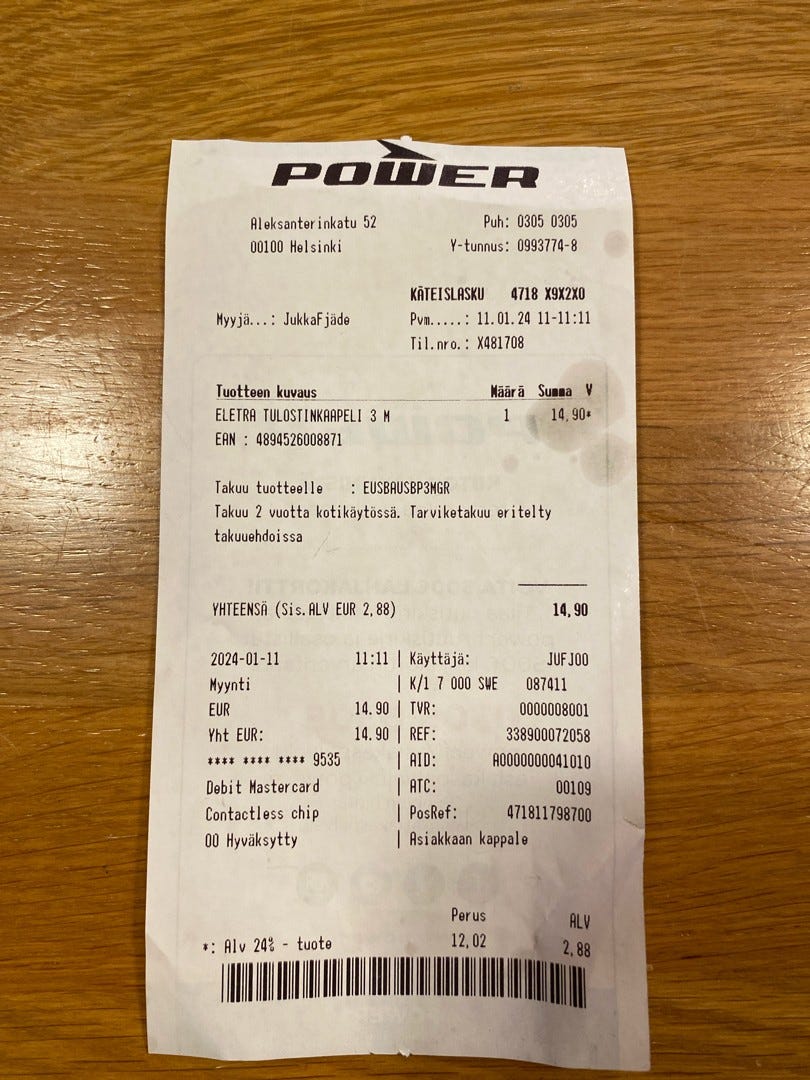 POWER
Aleksanterinkatu 52 Puh: 0305 0305
00100 Helsinki Y-tunnus: 0993774-8
KÄTEISLASKU 4718 X9X2X0
Myyjä...: JukkaFjäde Pvm.....: 11.01.24 11-11:11
Til.nro.: X481708
Tuotteen kuvaus Määrä Summa V
ELETRA TULOSTINKAAPELI 3 M 1 14,90*
EAN : 4894526008871
Takuu tuotteelle : EUSBAUSBP3MGR
Takuu 2 vuotta kotikäytössä. Tarviketakuu eritelty
takuuehdoissa
YHTEENSÄ (Sis.ALV EUR 2,88) 14,90
2024-01-11 11:11 | Käyttäjä: JUFJOO
Myynti | K/1 7 000 SWE 087411
EUR 14.90 | TVR: 0000008001
Yht EUR: 14.90 | REF: 338900072058
**** **** **** 9535 | AID: A0000000041010
Debit Mastercard | ATC: 00109
Contactless chip | PosRef: 471811798700
00 Hyväksytty | Asiakkaan kappale
Perus ALV
*: Alv 24% - tuote 12,02 2,88